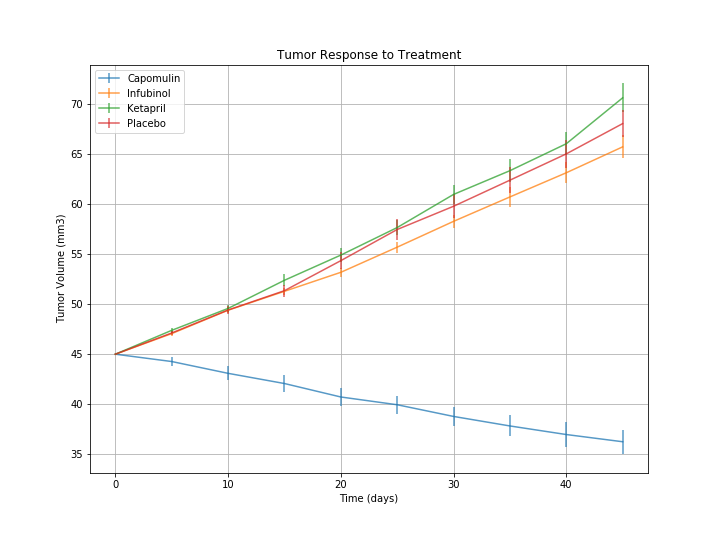 Tumor Response to Treatment
Capomulin
Infubinol
Ketapril
Placebo
Tumor Volume (mm3)
70
65
60
55
50
45
40
35
0 10 20 30 40
Time (days)